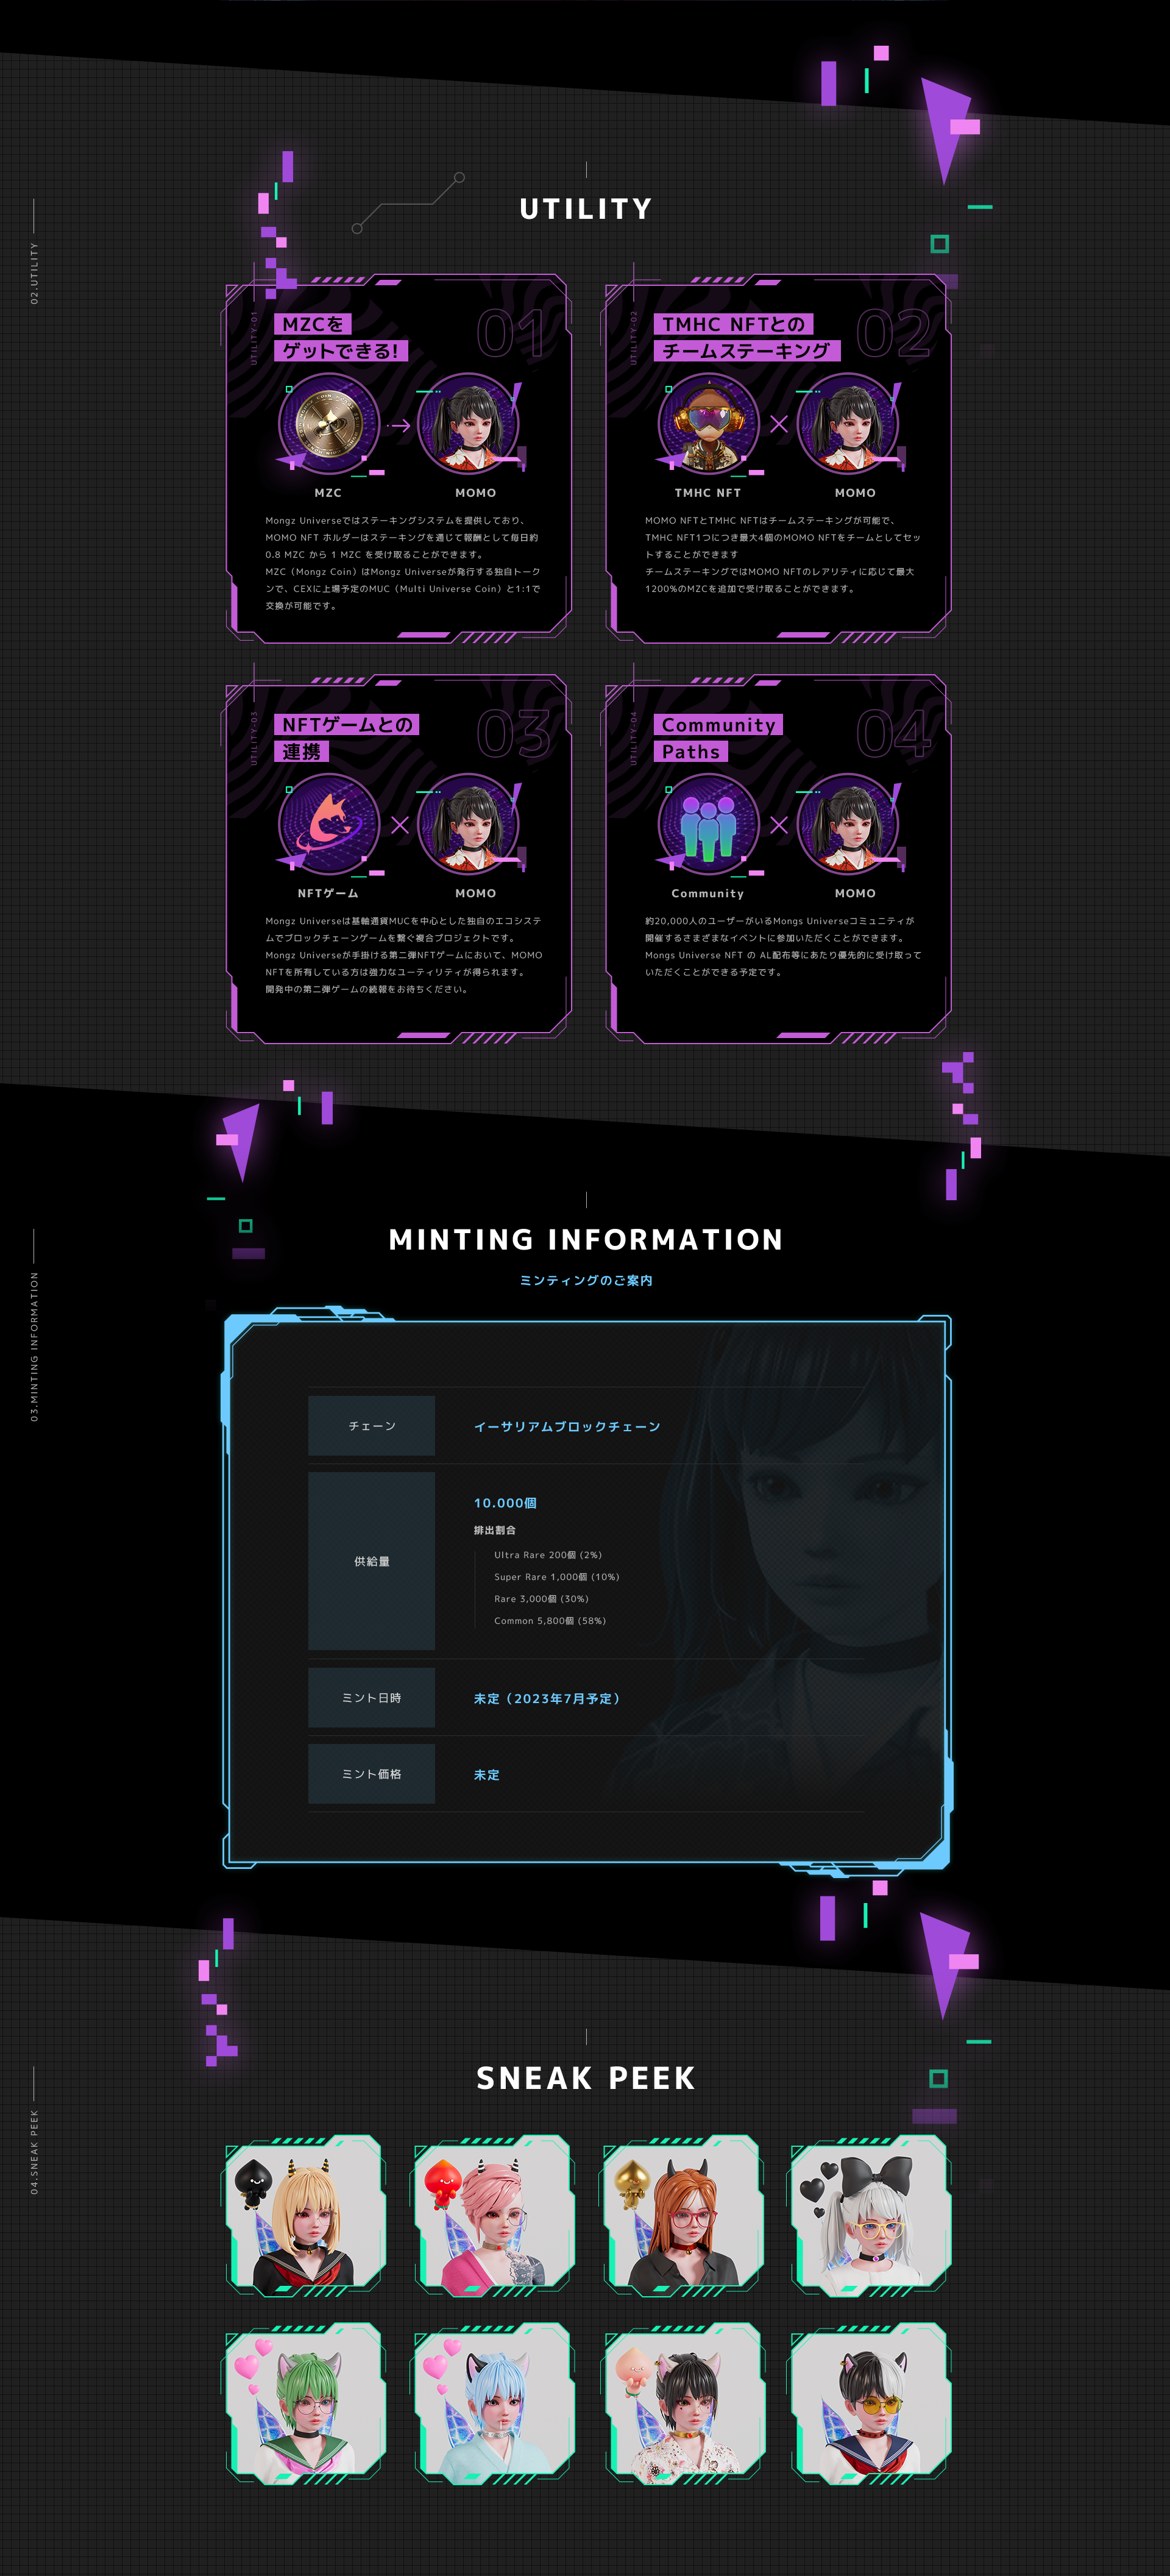 02.UTILITY
UTILITY
UTILITY-01
MZCを
ゲットできる!
01
MZC
MOMO
Mongz Universeではステーキングシステムを提供しており、
MOMO NFT ホルダーはステーキングを通じて報酬として毎日約
0.8 MZC から 1 MZC を受け取ることができます。
MZC（Mongz Coin）はMongz Universeが発行する独自トーク
ンで、CEXに上場予定のMUC（Multi Universe Coin）と1:1で
交換が可能です。
UTILITY-02
TMHC NFTとの
チームステーキング
02
TMHC NFT
MOMO
MOMO NFTとTMHC NFTはチームステーキングが可能で、
TMHC NFT1つにつき最大4個のMOMO NFTをチームとしてセッ
トすることができます
チームステーキングではMOMO NFTのレアリティに応じて最大
1200%のMZCを追加で受け取ることができます。
UTILITY-03
NFTゲームとの
連携
03
NFTゲーム
MOMO
Mongz Universeは基軸通貨MUCを中心とした独自のエコシステ
ムでブロックチェーンゲームを繋ぐ複合プロジェクトです。
Mongz Universeが手掛ける第二弾NFTゲームにおいて、MOMO
NFTを所有している方は強力なユーティリティが得られます。
開発中の第二弾ゲームの続報をお待ちください。
UTILITY-04
Community
Paths
04
Community
MOMO
約20,000人のユーザーがいるMongs Universeコミュニティが
開催するさまざまなイベントに参加いただくことができます。
Mongs Universe NFT の AL配布等にあたり優先的に受け取って
いただくことができる予定です。
03.MINTING INFORMATION
MINTING INFORMATION
ミンティングのご案内
チェーン
イーサリアムブロックチェーン
供給量
10.000個
排出割合
Ultra Rare 200個 (2%)
Super Rare 1,000個 (10%)
Rare 3,000個 (30%)
Common 5,800個 (58%)
ミント日時
未定（2023年7月予定）
ミント価格
未定
04.SNEAK PEEK
SNEAK PEEK